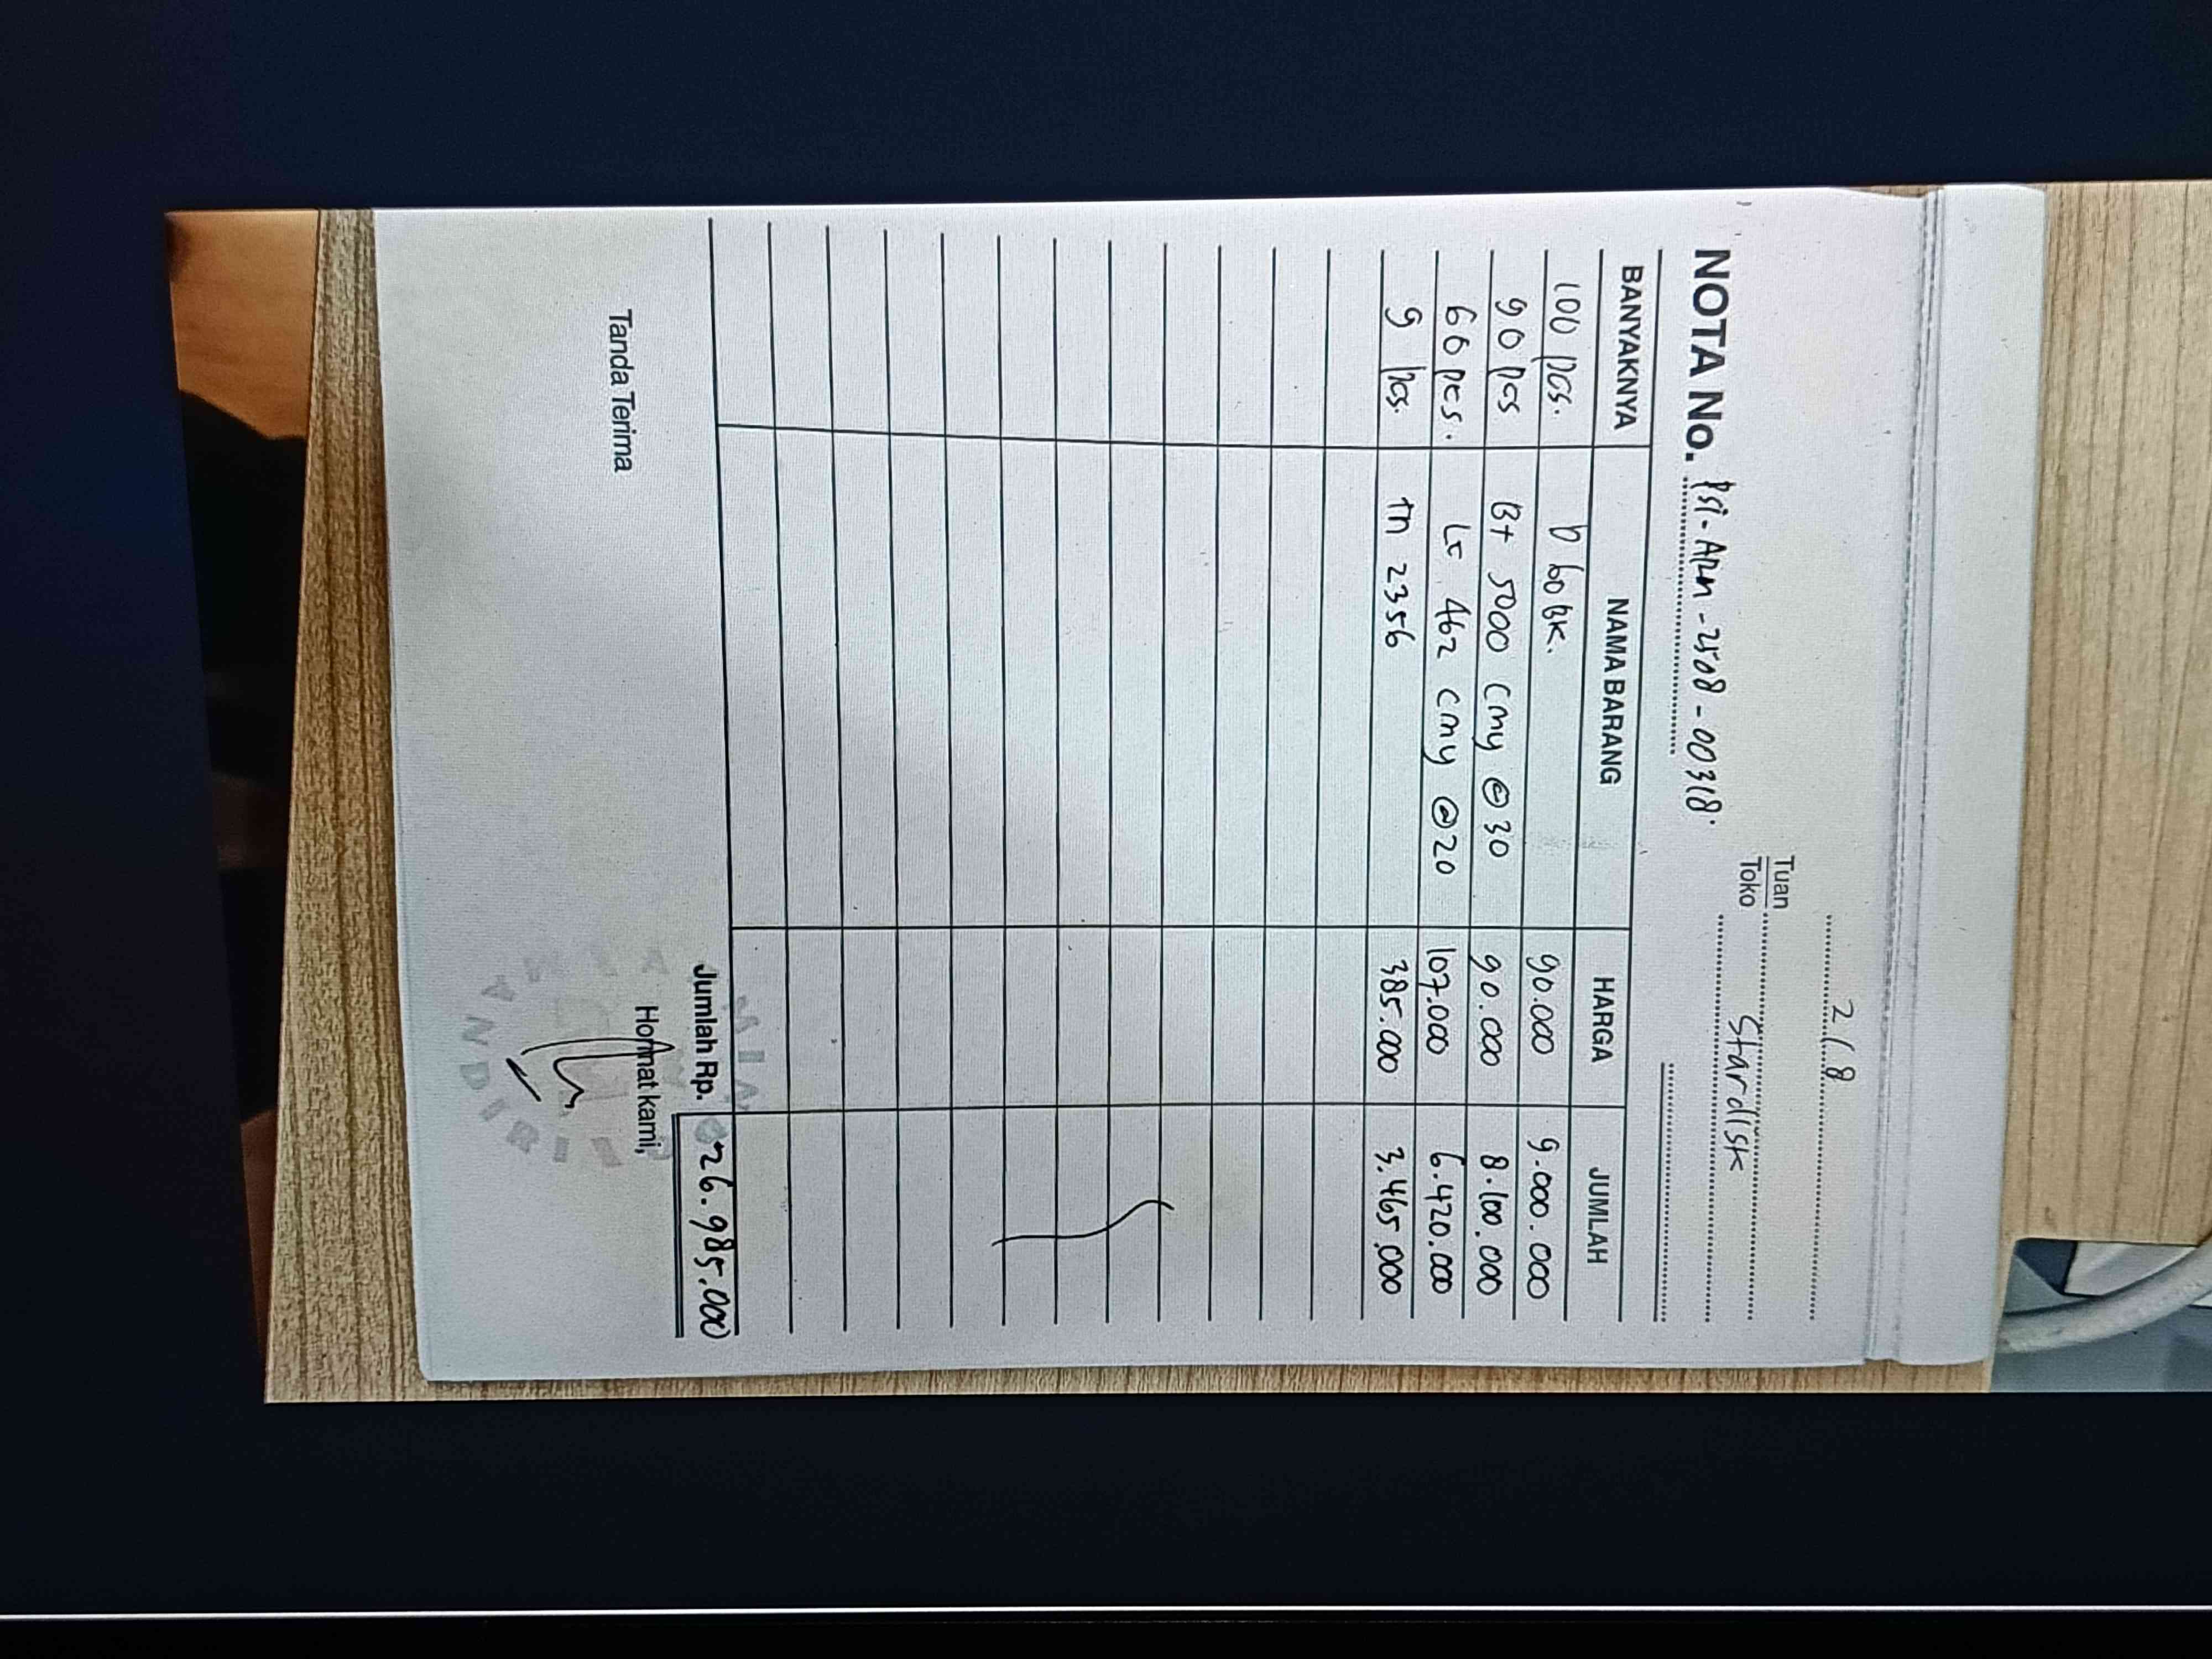 2/8
Tuan
Toko
Stardisk
NOTA No. PSi-APLM-2508-00318.
BANYAKNYA NAMA BARANG HARGA JUMLAH
100 pcs. D 60 BK. 90.000 9.000.000
90 pcs Bt 5000 cmy @30 90.000 8.100.000
60 pcs. LC 462 cmy @20 107.000 6.420.000
9 pcs. tn 2356 385.000 3.465.000
Jumlah Rp. 26.985.000
Tanda Terima Hormat kami,